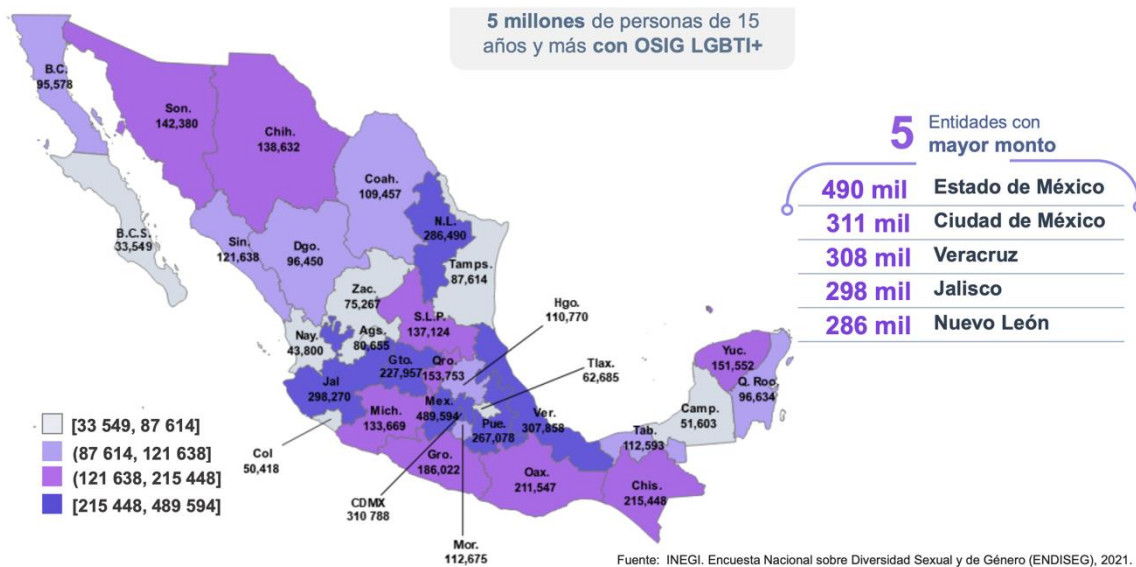 5 millones de personas de 15
años y más con OSIG LGBTI+
B.C.
95,578
Son.
142,380
Chih.
138,632
Coah.
109,457
B.C.S.
33,549
Sin.
121,638
Dgo.
96,450
N.L.
286,490
Tamps.
87,614
Zac.
75,267
S.L.P.
137,124
Hgo.
110,770
Nay.
43,800
Ags.
80,655
Gto.
227,957
Qro.
153,753
Tlax.
62,685
Yuc.
151,552
Q. Roo.
96,634
Jal
298,270
Mich.
133,669
Mex.
489,594
Pue.
267,078
Ver.
307,858
Camp.
51,603
Tab.
112,593
Col
50,418
Gro.
186,022
Oax.
211,547
Chis.
215,448
CDMX
310 788
Mor.
112,675
[33 549, 87 614]
(87 614, 121 638]
(121 638, 215 448]
[215 448, 489 594]
5 Entidades con
mayor monto
490 mil Estado de México
311 mil Ciudad de México
308 mil Veracruz
298 mil Jalisco
286 mil Nuevo León
Fuente: INEGI. Encuesta Nacional sobre Diversidad Sexual y de Género (ENDISEG), 2021.